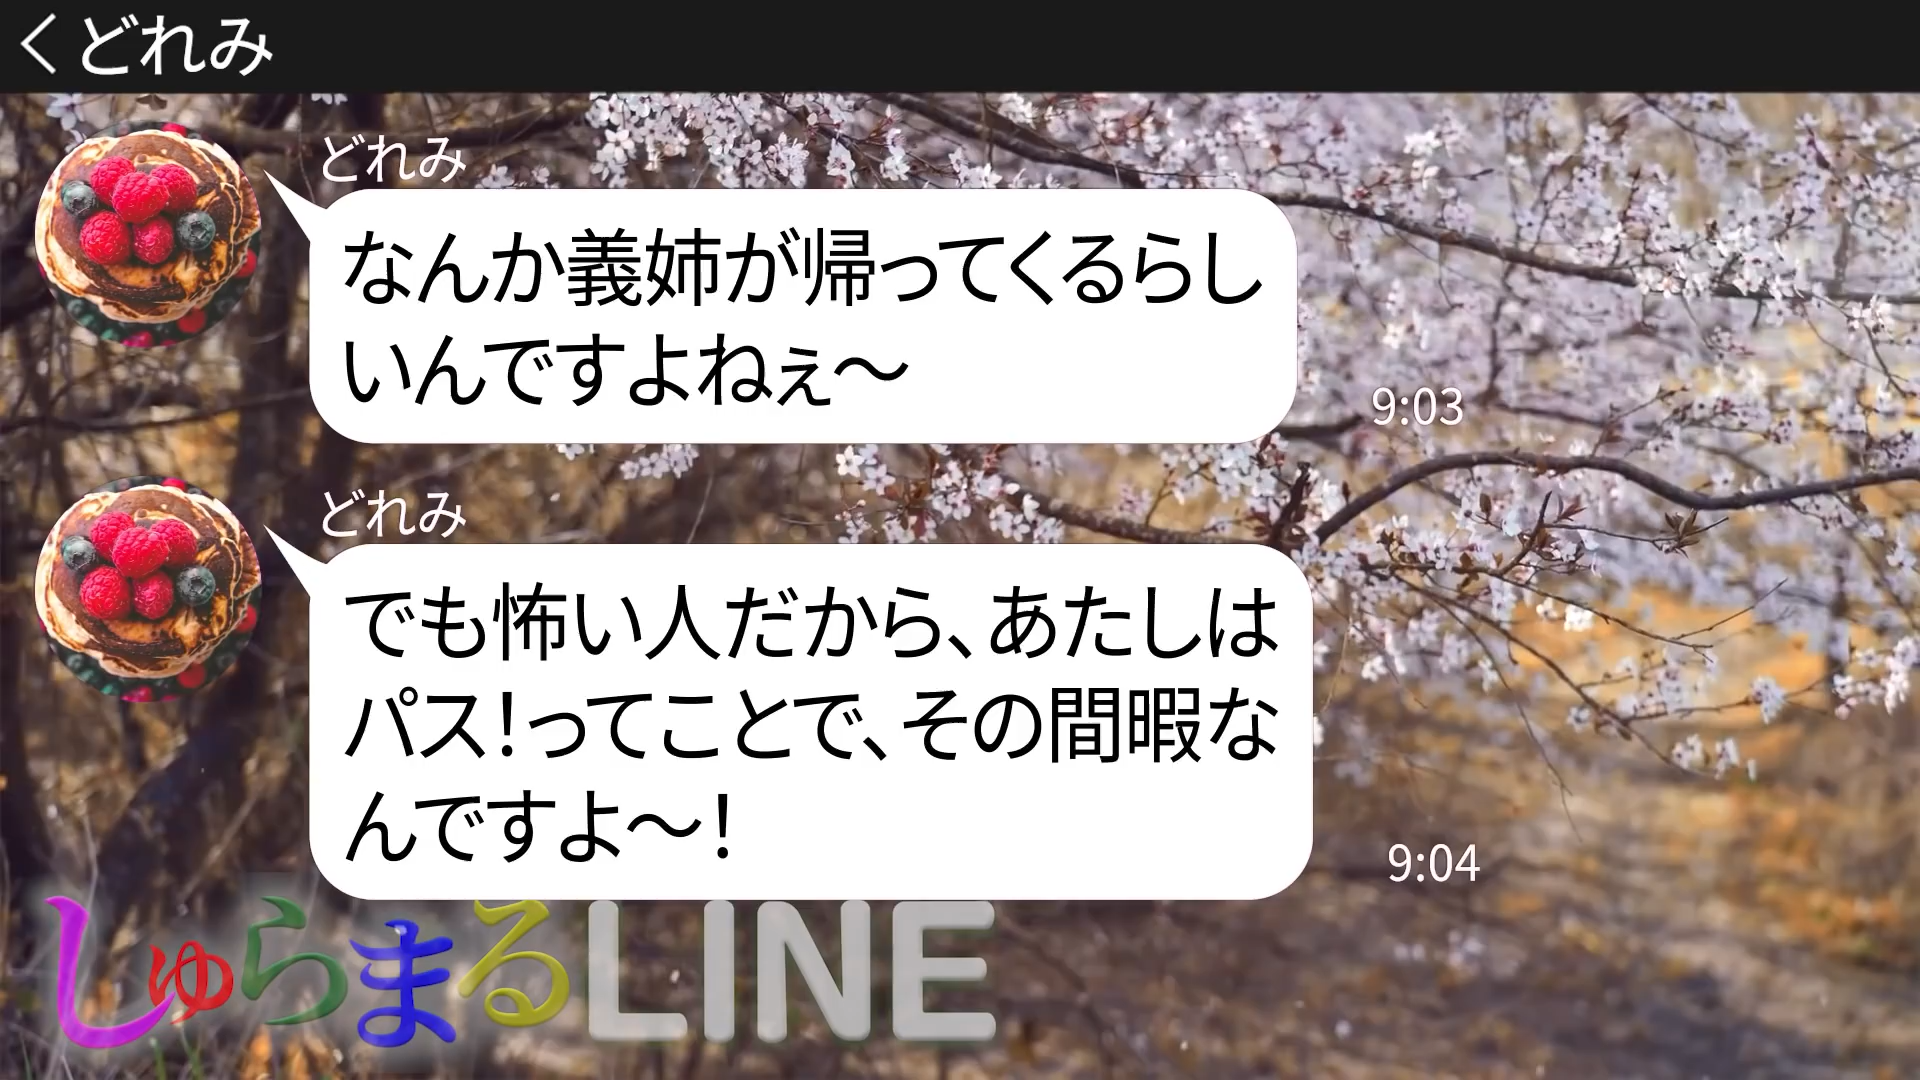 どれみ
どれみ
なんか義姉が帰ってくるらし
いんですよねぇ〜
9:03
どれみ
でも怖い人だから、あたしは
パス！ってことで、その間暇な
んですよ〜！
9:04
しゅらまるLINE